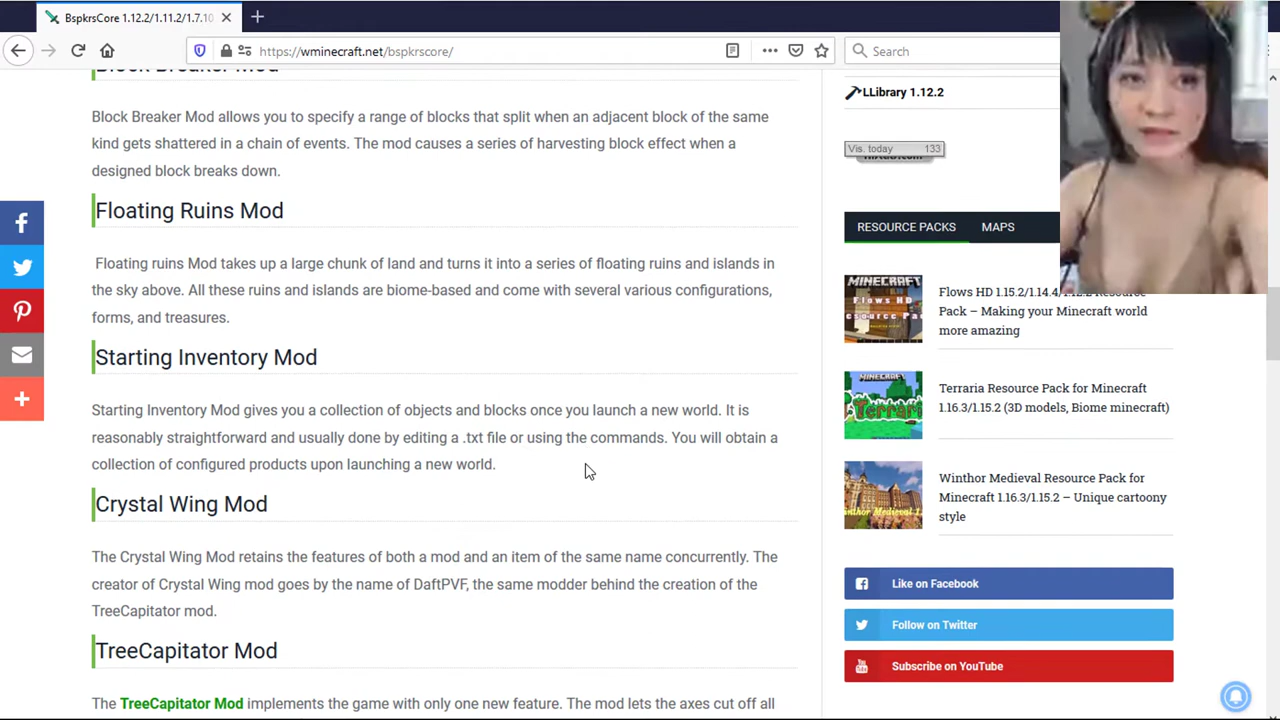 BspkrsCore 1.12.2/1.11.2/1.7.10
https://wminecraft.net/bspkrscore/
Search
Block Breaker Mod
Block Breaker Mod allows you to specify a range of blocks that split when an adjacent block of the same
kind gets shattered in a chain of events. The mod causes a series of harvesting block effect when a
designed block breaks down.
Floating Ruins Mod
Floating ruins Mod takes up a large chunk of land and turns it into a series of floating ruins and islands in
the sky above. All these ruins and islands are biome-based and come with several various configurations,
forms, and treasures.
Starting Inventory Mod
Starting Inventory Mod gives you a collection of objects and blocks once you launch a new world. It is
reasonably straightforward and usually done by editing a .txt file or using the commands. You will obtain a
collection of configured products upon launching a new world.
Crystal Wing Mod
The Crystal Wing Mod retains the features of both a mod and an item of the same name concurrently. The
creator of Crystal Wing mod goes by the name of DaftPVF, the same modder behind the creation of the
TreeCapitator mod.
TreeCapitator Mod
The TreeCapitator Mod implements the game with only one new feature. The mod lets the axes cut off all
LLibrary 1.12.2
Vis. today 133
RESOURCE PACKS MAPS
MINECRAFT
Flows HD
Flows HD 1.15.2/1.14.4/1.12.2 Resource
Pack – Making your Minecraft world
more amazing
MINECRAFT
Terraria
Terraria Resource Pack for Minecraft
1.16.3/1.15.2 (3D models, Biome minecraft)
Winthor Medieval Resource Pack for
Minecraft 1.16.3/1.15.2 – Unique cartoony
style
Like on Facebook
Follow on Twitter
Subscribe on YouTube